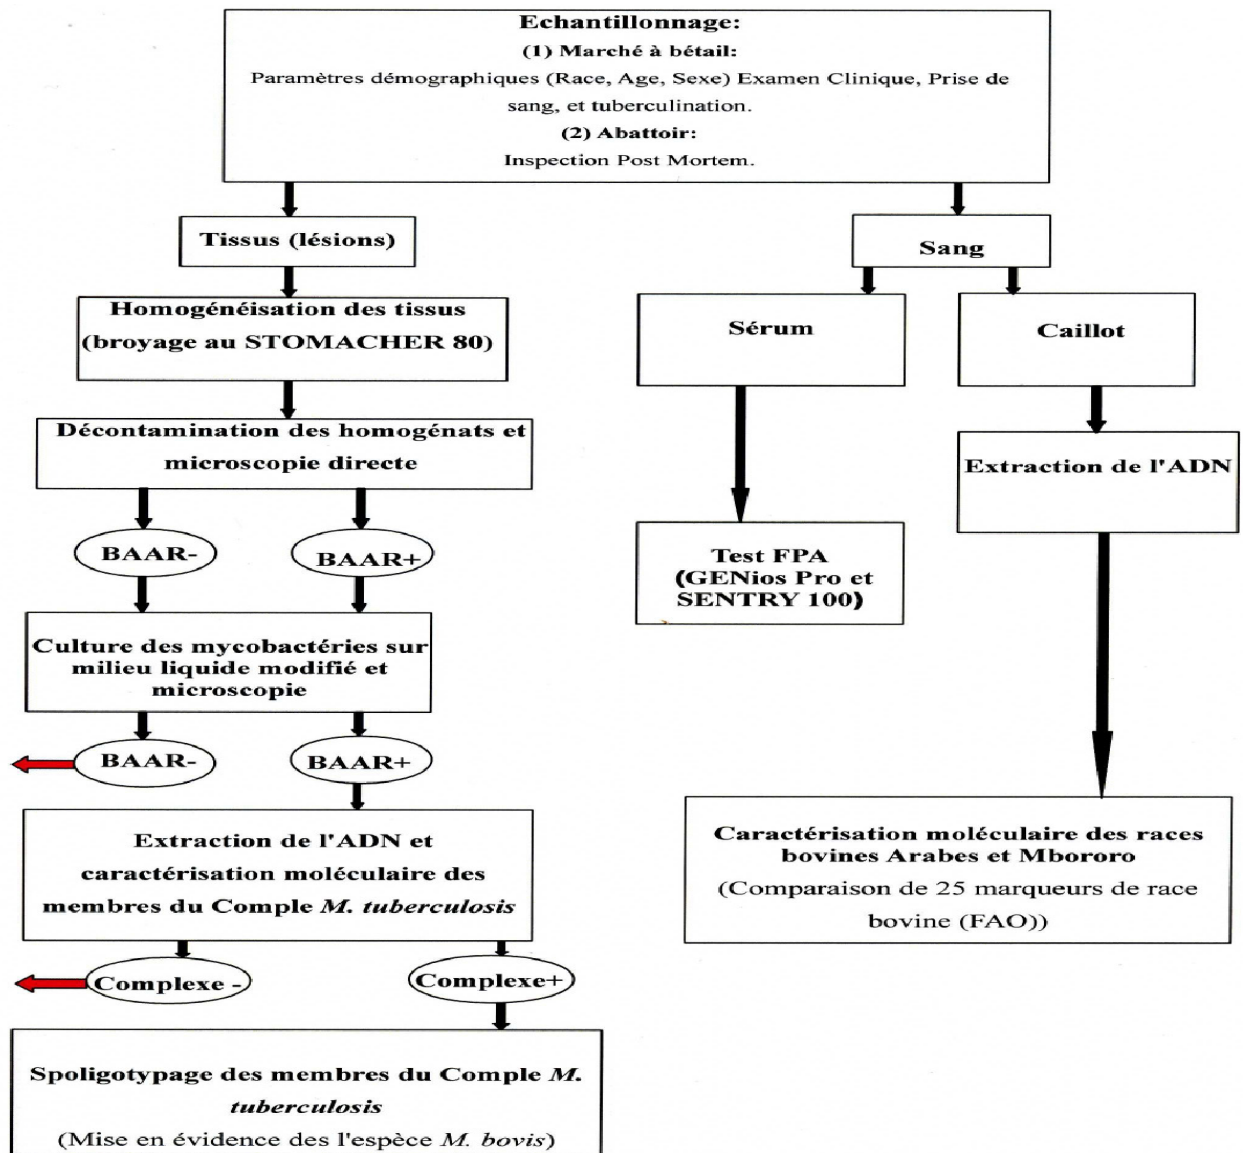 Echantillonnage:
(1) Marché à bétail:
Paramètres démographiques (Race, Age, Sexe) Examen Clinique, Prise de
sang, et tuberculination.
(2) Abattoir:
Inspection Post Mortem.
Tissus (lésions)
Homogénéisation des tissus
(broyage au STOMACHER 80)
Décontamination des homogénats et
microscopie directe
BAAR-
BAAR+
Culture des mycobactéries sur
milieu liquide modifié et
microscopie
BAAR-
BAAR+
Extraction de l'ADN et
caractérisation moléculaire des
membres du Comple M. tuberculosis
Complexe -
Complexe+
Spoligotypage des membres du Comple M.
tuberculosis
(Mise en évidence des l'espèce M. bovis)
Sang
Sérum
Test FPA
(GENios Pro et
SENTRY 100)
Caillot
Extraction de l'ADN
Caractérisation moléculaire des races
bovines Arabes et Mbororo
(Comparaison de 25 marqueurs de race
bovine (FAO))